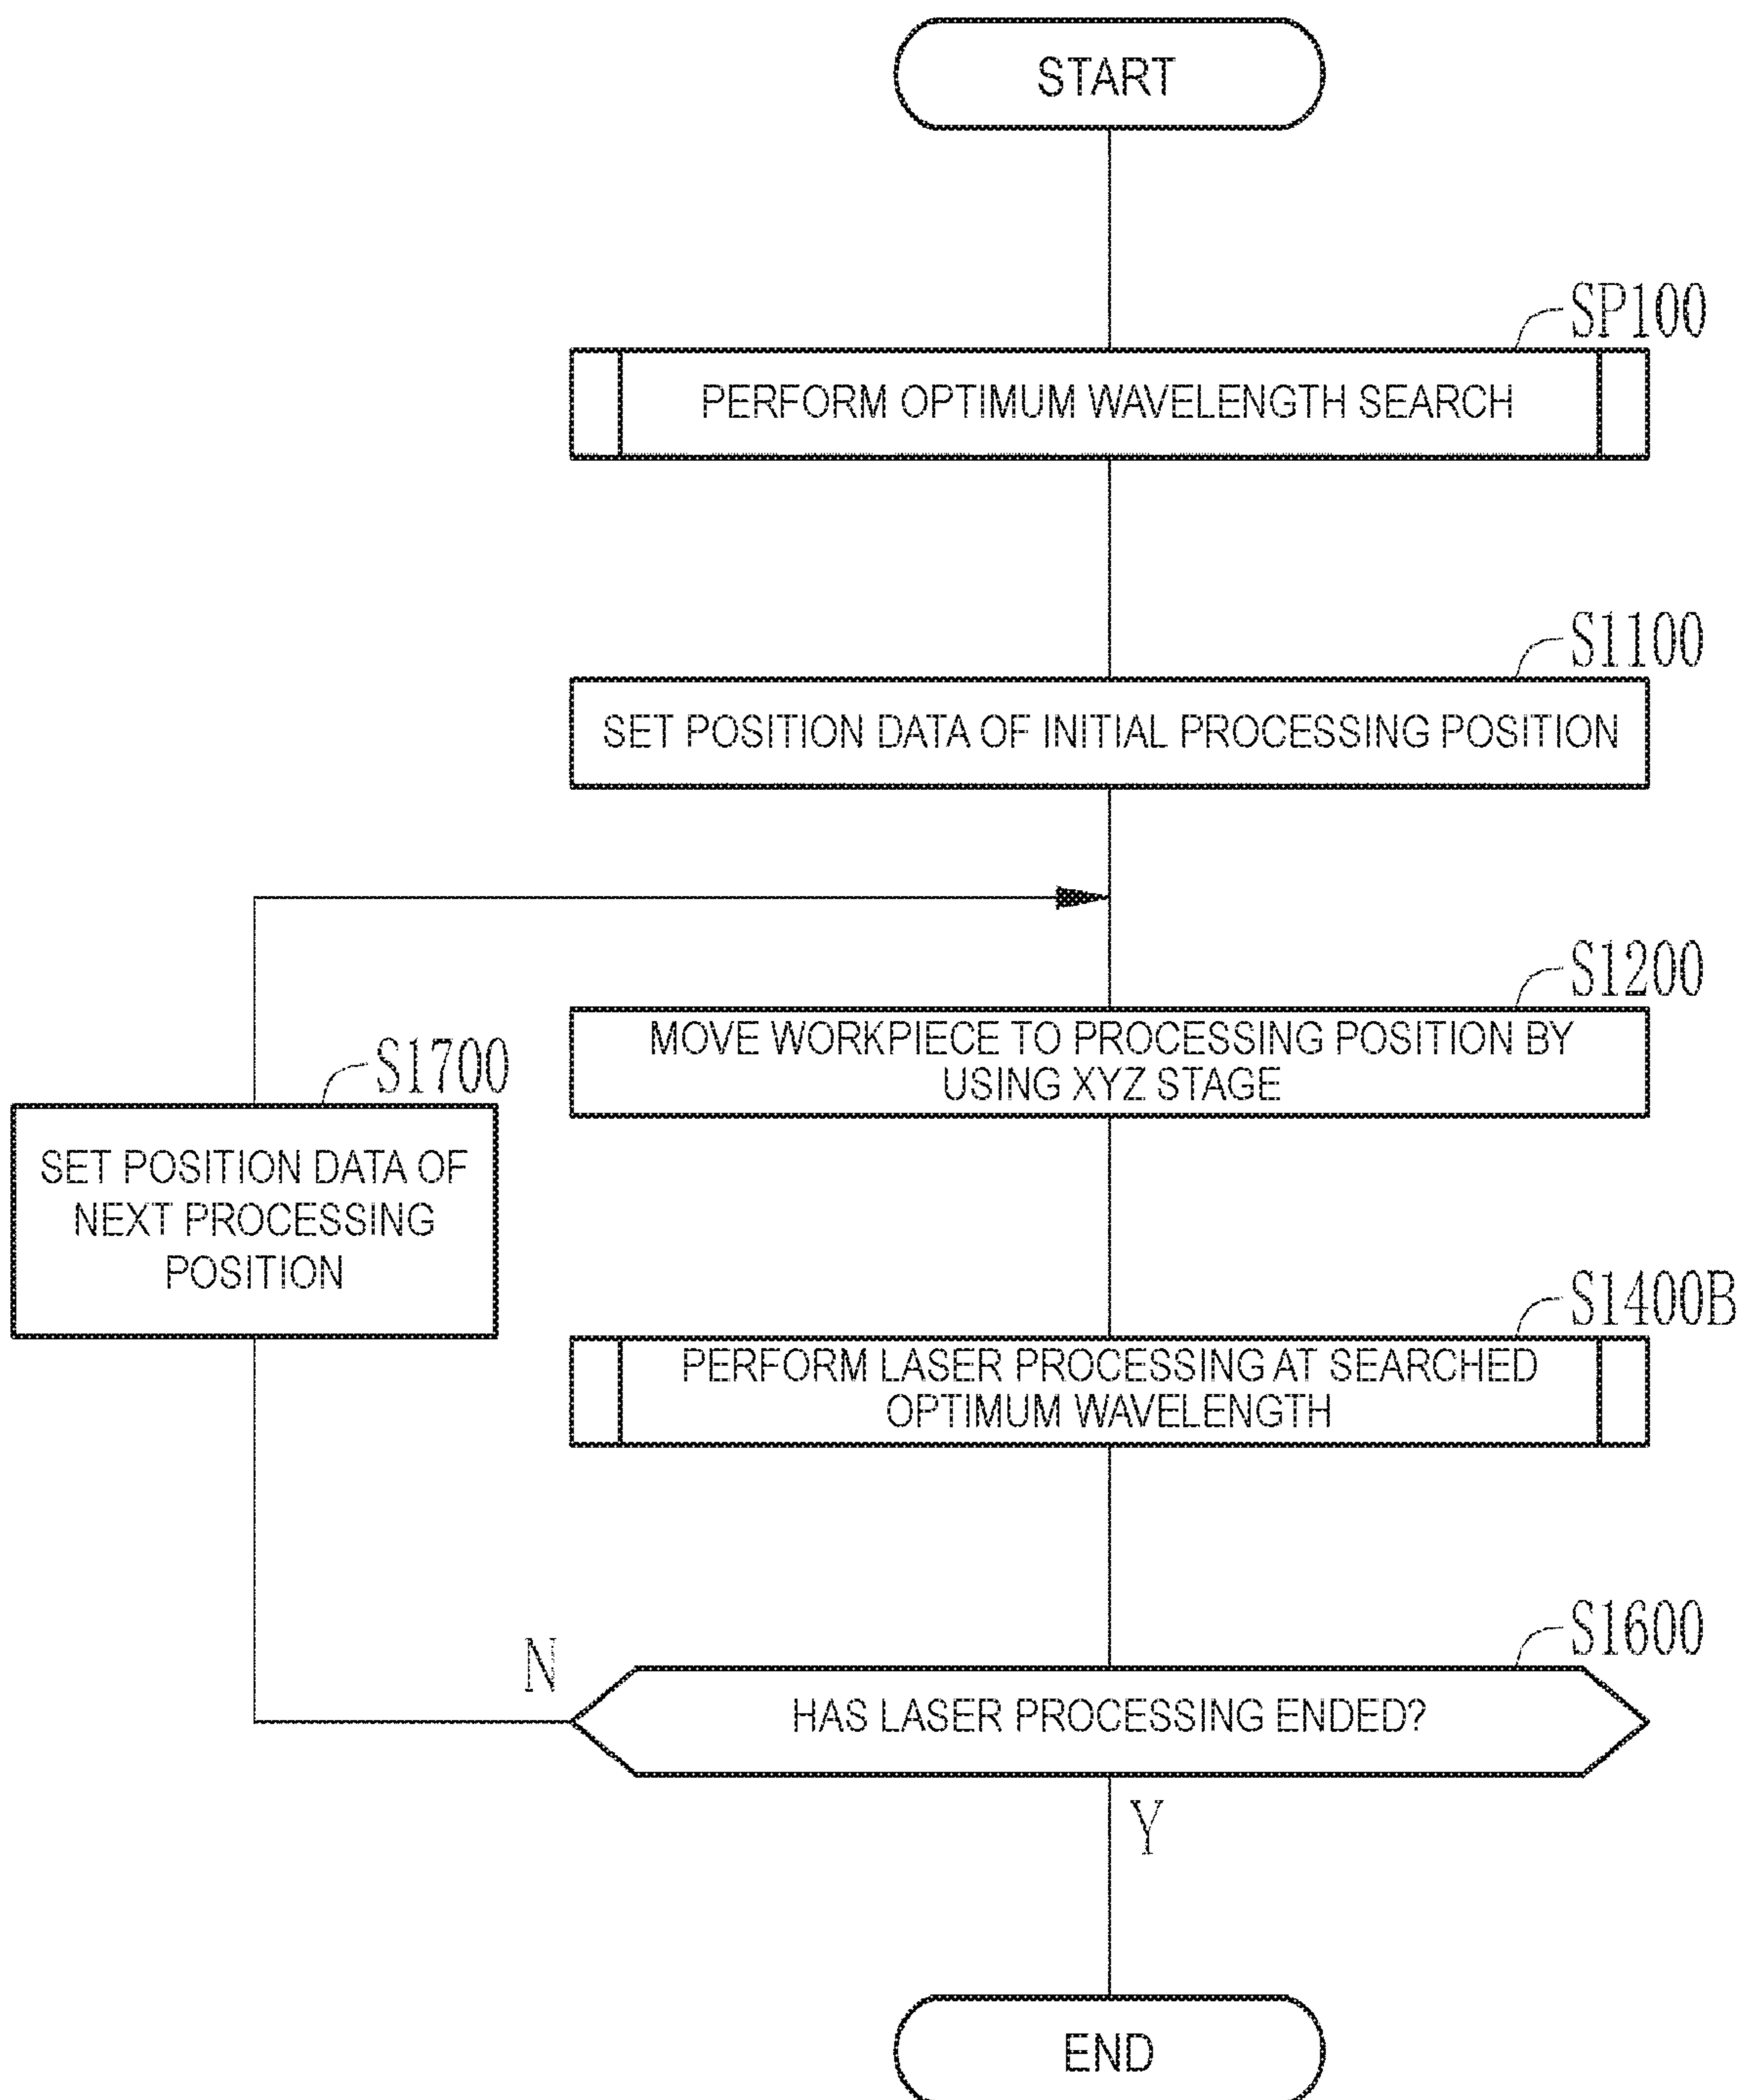 START
SP100
PERFORM OPTIMUM WAVELENGTH SEARCH
S1100
SET POSITION DATA OF INITIAL PROCESSING POSITION
S1200
MOVE WORKPIECE TO PROCESSING POSITION BY
USING XYZ STAGE
S1700
SET POSITION DATA OF
NEXT PROCESSING
POSITION
S1400B
PERFORM LASER PROCESSING AT SEARCHED
OPTIMUM WAVELENGTH
S1600
N
HAS LASER PROCESSING ENDED?
Y
END